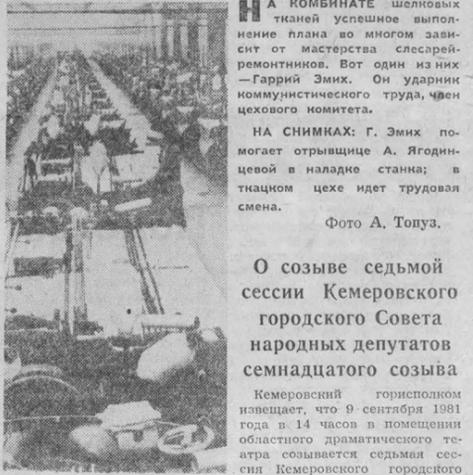 НА КОМБИНАТЕ шелковых
тканей успешное выпол-
нение плана во многом зави-
сит от мастерства слесарей-
ремонтников. Вот один из них
—Гаррий Эмих. Он ударник
коммунистического труда, член
цехового комитета.
НА СНИМКАХ: Г. Эмих по-
могает отрывщице А. Ягодин-
цевой в наладке станка; в
ткацном цехе идет трудовая
смена.
Фото А. Топуз.
О созыве седьмой
сессии Кемеровского
городского Совета
народных депутатов
семнадцатого созыва
Кемеровский горисполком
извещает, что 9 сентября 1981
года в 14 часов в помещении
областного драматического те-
атра созывается седьмая сес-
сия Кемеровского городского